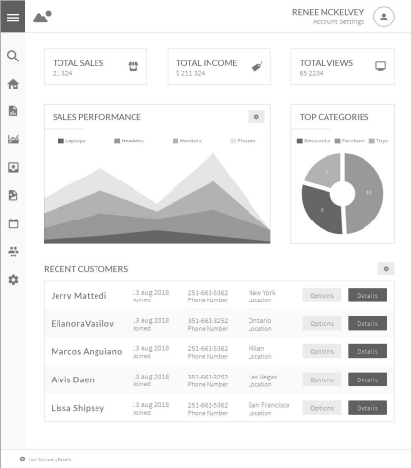 RENEE MCKELVEY
Account Settings
TOTAL SALES
2, 324
TOTAL INCOME
$ 211 324
TOTAL VIEWS
65 2234
SALES PERFORMANCE
Laptops Headsets Monitors Phones
TOP CATEGORIES
Electronics Furniture Toys
RECENT CUSTOMERS
Jerry Mattedi 13 aug 2018 251-661-5362 New York Options Details
Joined Phone Number Location
ElianoraVasilov 13 aug 2018 351-661-3252 Ontario Options Details
Joined Phone Number Location
Marcos Anguiano 13 aug 2018 251-661-5362 Milan Options Details
Joined Phone Number Location
Alvis Daen 13 aug 2018 251-661-5362 Las Vegas Options Details
Joined Phone Number Location
Lissa Shipsey 13 aug 2018 251-661-5362 San Francisco Options Details
Joined Phone Number Location